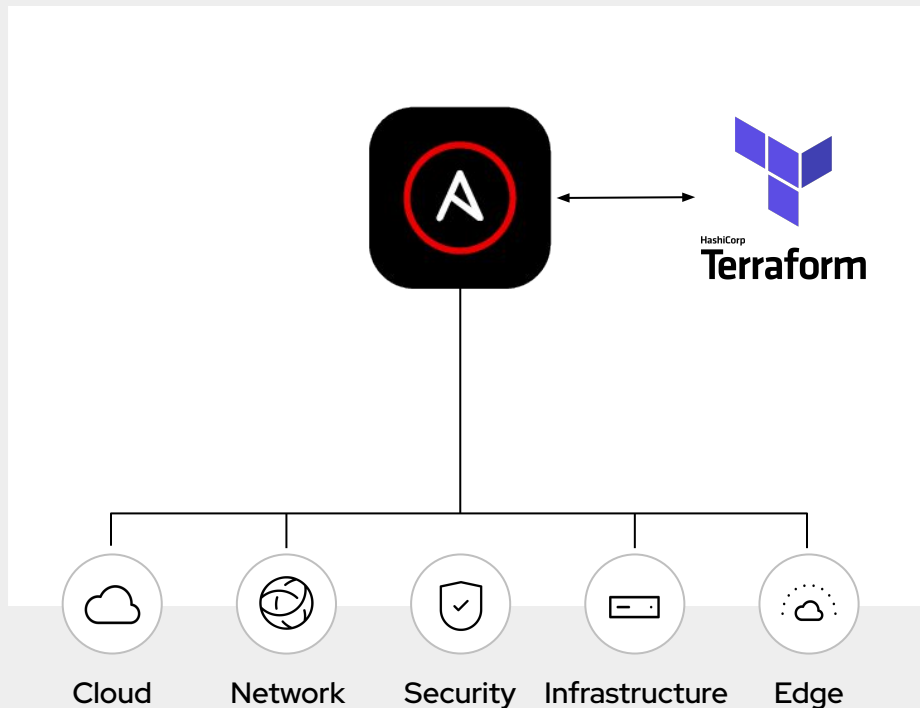 HashiCorp
Terraform
Cloud
Network
Security
Infrastructure
Edge